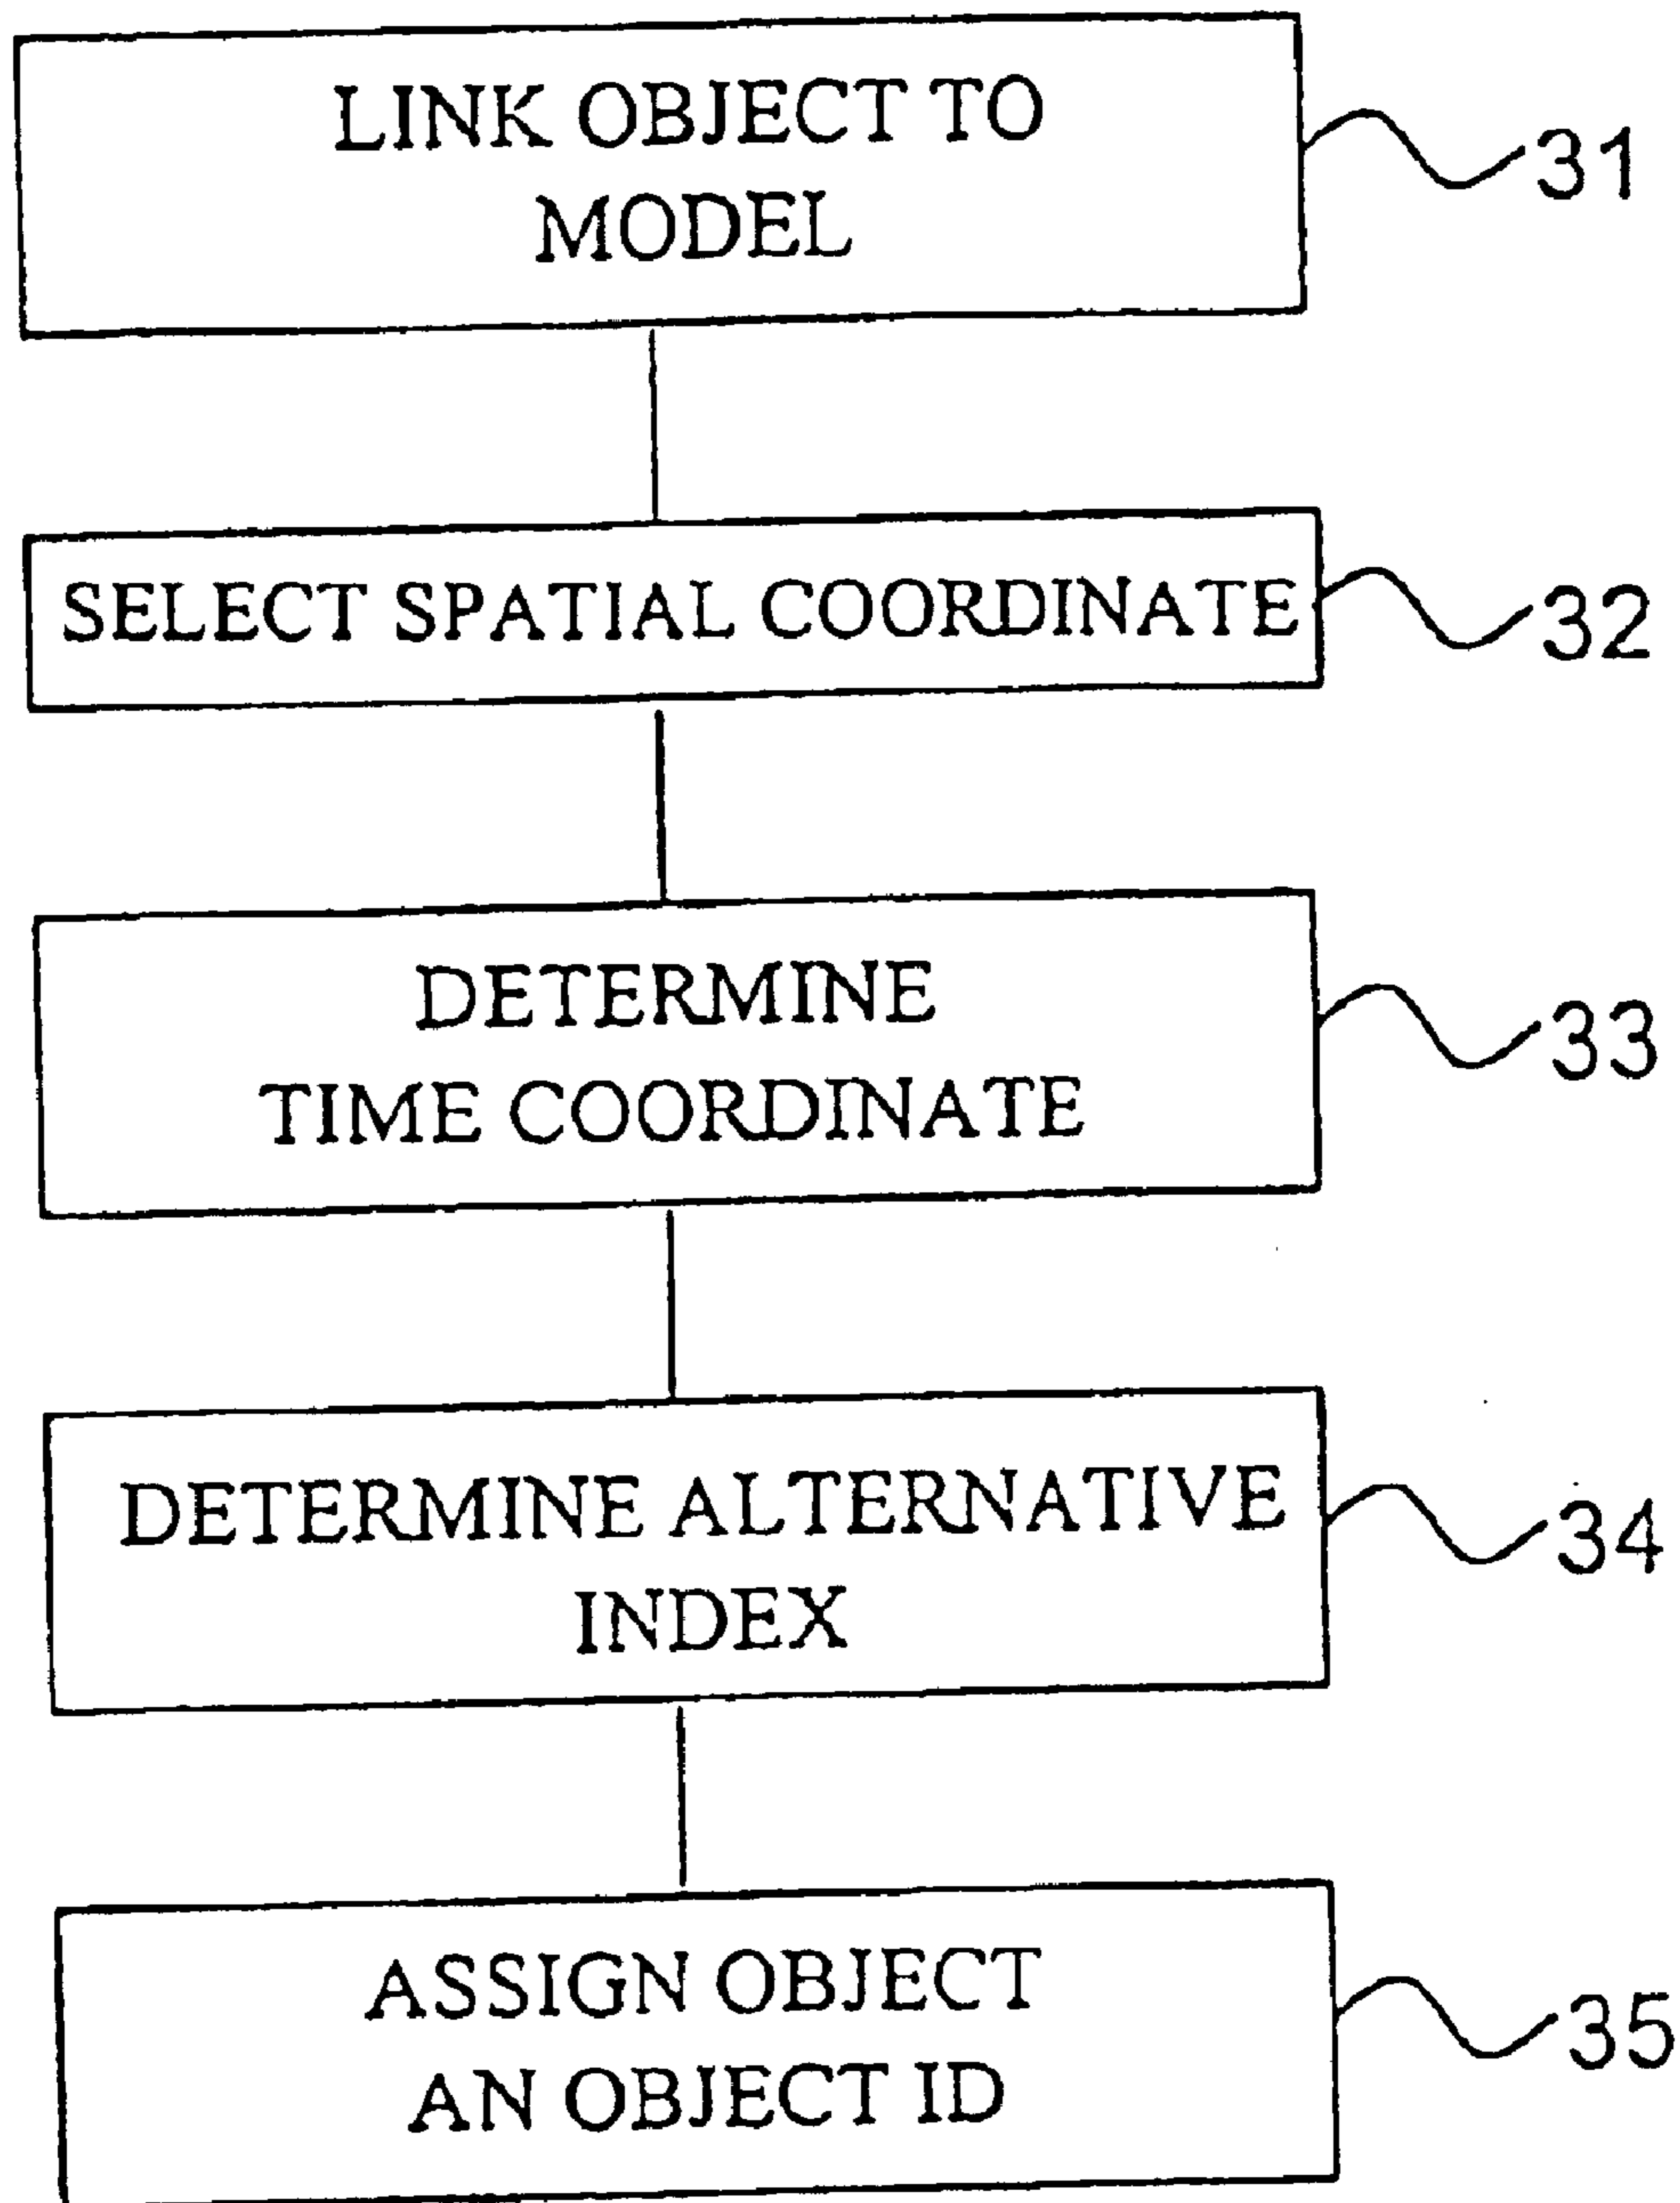 LINK OBJECT TO
MODEL
31
SELECT SPATIAL COORDINATE
32
DETERMINE
TIME COORDINATE
33
DETERMINE ALTERNATIVE
INDEX
34
ASSIGN OBJECT
AN OBJECT ID
35